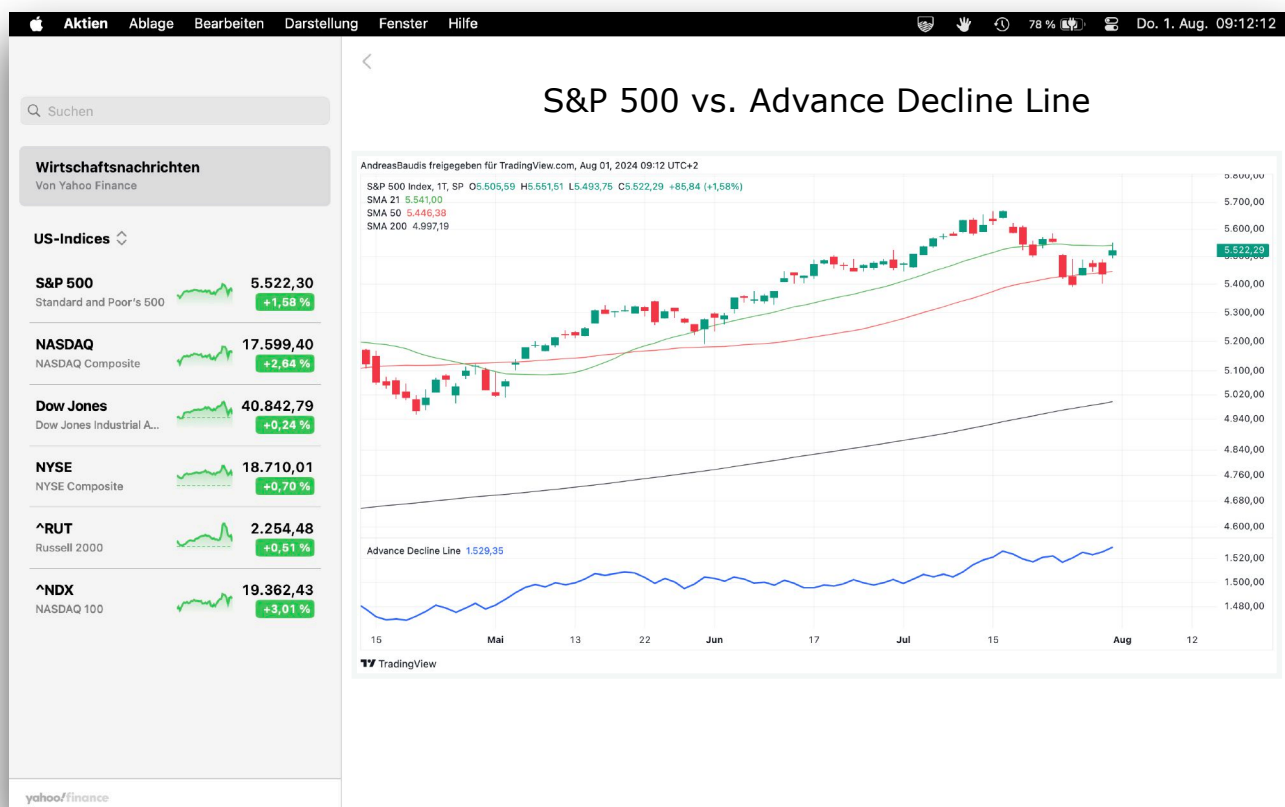 Aktien Ablage Bearbeiten Darstellung Fenster Hilfe 78 % Do. 1. Aug. 09:12:12
Suchen
Wirtschaftsnachrichten
Von Yahoo Finance
US-Indices
S&P 500 5.522,30
Standard and Poor's 500 +1,58 %
NASDAQ 17.599,40
NASDAQ Composite +2,64 %
Dow Jones 40.842,79
Dow Jones Industrial A... +0,24 %
NYSE 18.710,01
NYSE Composite +0,70 %
^RUT 2.254,48
Russell 2000 +0,51 %
^NDX 19.362,43
NASDAQ 100 +3,01 %
yahoo!finance
S&P 500 vs. Advance Decline Line
AndreasBaudis freigegeben für TradingView.com, Aug 01, 2024 09:12 UTC+2
S&P 500 Index, 1T, SP O5.505,59 H5.551,51 L5.493,75 C5.522,29 +85,84 (+1,58%)
SMA 21 5.541,00
SMA 50 5.446,38
SMA 200 4.997,19
5.800,00
5.700,00
5.600,00
5.522,29
5.500,00
5.400,00
5.300,00
5.200,00
5.100,00
5.020,00
4.940,00
4.840,00
4.760,00
4.680,00
4.600,00
Advance Decline Line 1.529,35
1.520,00
1.500,00
1.480,00
15 Mai 13 22 Jun 17 Jul 15 Aug 12
TradingView